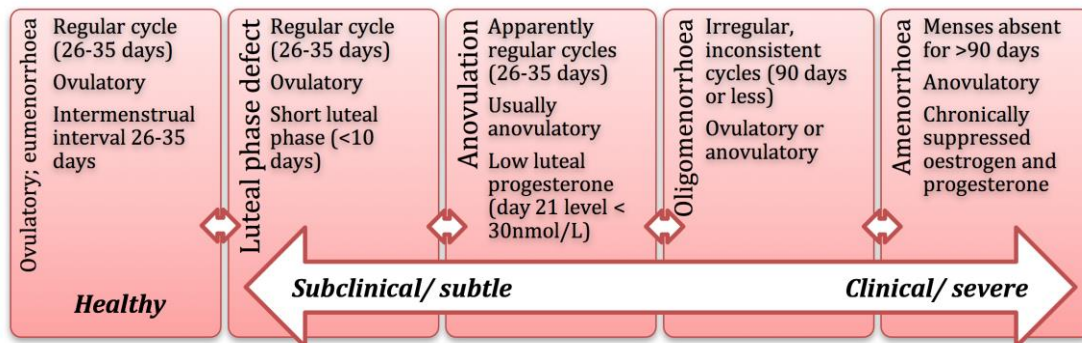 Ovulatory; eumenorrhoea
Regular cycle
(26-35 days)
Ovulatory
Intermenstrual
interval 26-35
days
Luteal phase defect
Regular cycle
(26-35 days)
Ovulatory
Short luteal
phase (<10
days)
Anovulation
Apparently
regular cycles
(26-35 days)
Usually
anovulatory
Low luteal
progesterone
(day 21 level <
30nmol/L)
Oligomenorrhoea
Irregular,
inconsistent
cycles (90 days
or less)
Ovulatory or
anovulatory
Amenorrhoea
Menses absent
for >90 days
Anovulatory
Chronically
suppressed
oestrogen and
progesterone
Healthy
Subclinical/ subtle
Clinical/ severe